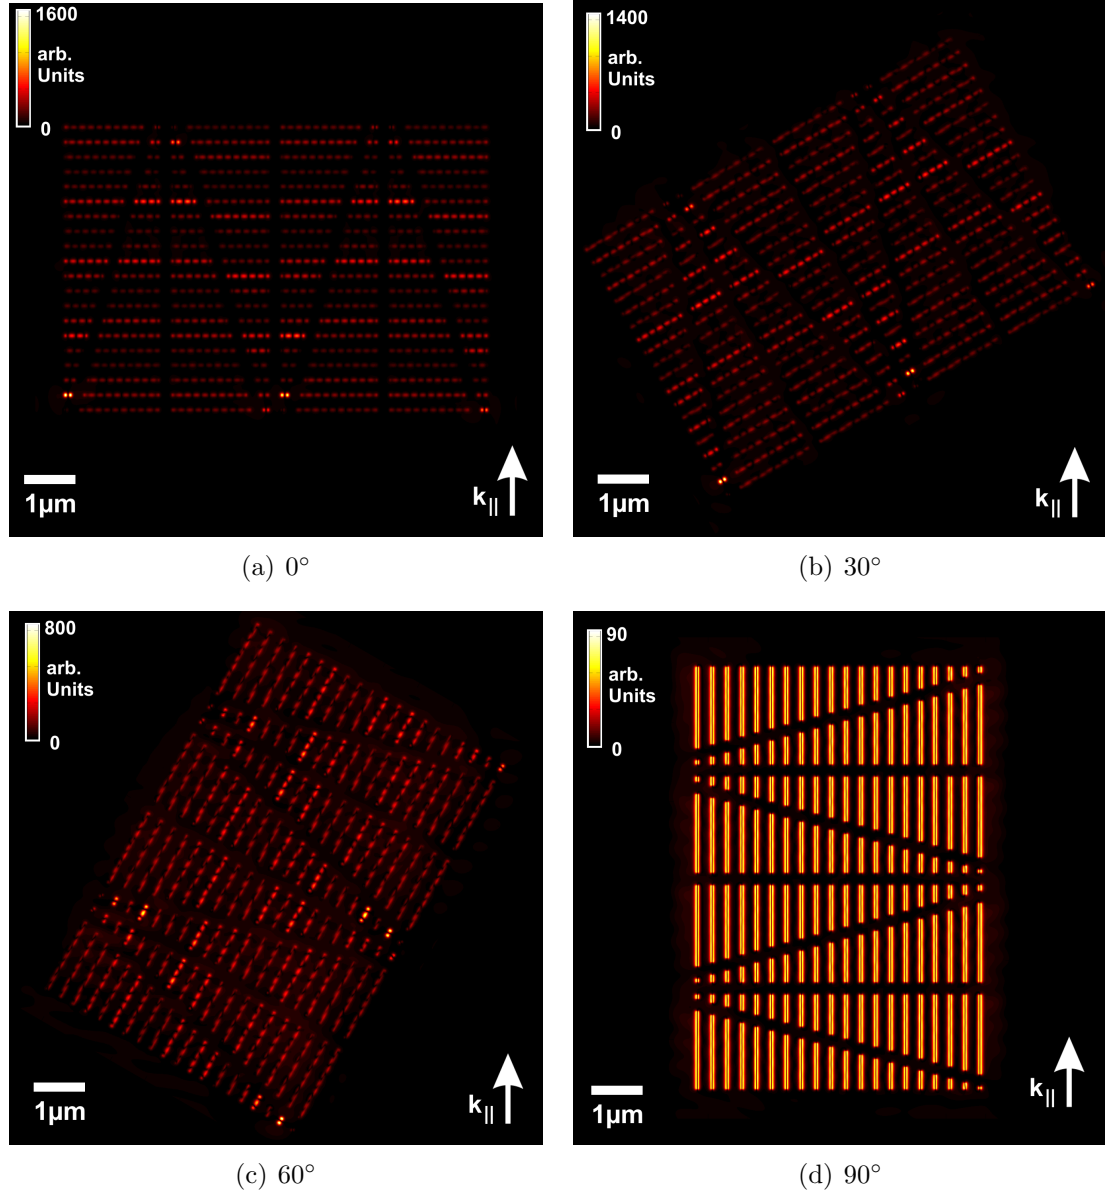 1600
arb.
Units
0
k||
1µm
(a) 0°
1400
arb.
Units
0
k||
1µm
(b) 30°
800
arb.
Units
0
k||
1µm
(c) 60°
90
arb.
Units
0
k||
1µm
(d) 90°